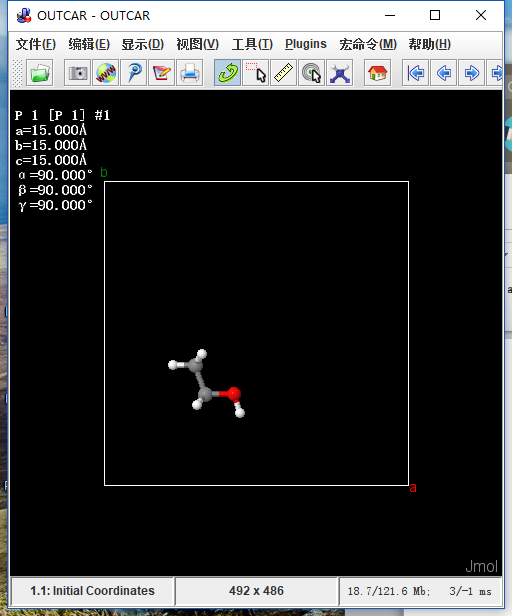 OUTCAR - OUTCAR
文件(F) 编辑(E) 显示(D) 视图(V) 工具(T) Plugins 宏命令(M) 帮助(H)
P 1 [P 1] #1
a=15.000Å
b=15.000Å
c=15.000Å
α=90.000°
β=90.000°
γ=90.000°
b
a
Jmol
1.1: Initial Coordinates 492 x 486 18.7/121.6 Mb; 3/-1 ms